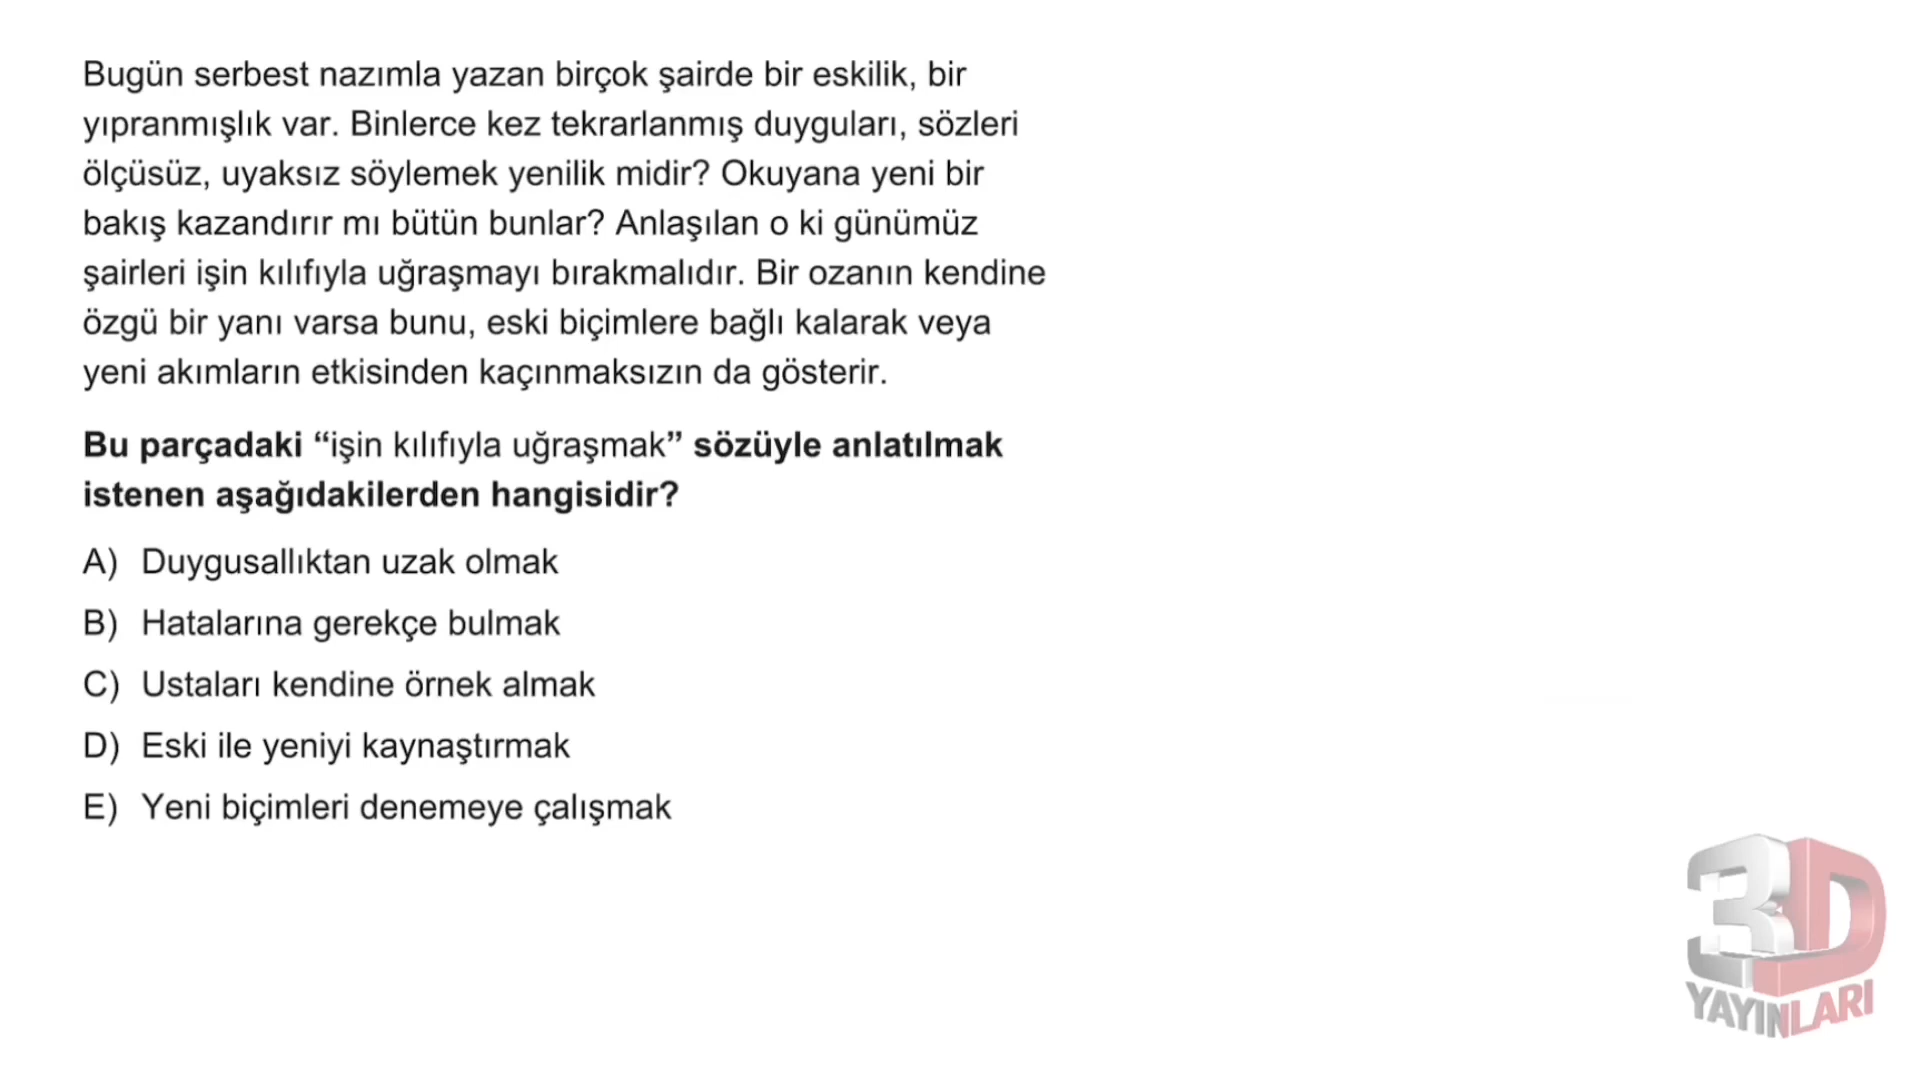 Bugün serbest nazımla yazan birçok şairde bir eskilik, bir
yıpranmışlık var. Binlerce kez tekrarlanmış duyguları, sözleri
ölçüsüz, uyaksız söylemek yenilik midir? Okuyana yeni bir
bakış kazandırır mı bütün bunlar? Anlaşılan o ki günümüz
şairleri işin kılıfıyla uğraşmayı bırakmalıdır. Bir ozanın kendine
özgü bir yanı varsa bunu, eski biçimlere bağlı kalarak veya
yeni akımların etkisinden kaçınmaksızın da gösterir.
Bu parçadaki “işin kılıfıyla uğraşmak” sözüyle anlatılmak
istenen aşağıdakilerden hangisidir?
A) Duygusallıktan uzak olmak
B) Hatalarına gerekçe bulmak
C) Ustaları kendine örnek almak
D) Eski ile yeniyi kaynaştırmak
E) Yeni biçimleri denemeye çalışmak
3D
YAYINLARI